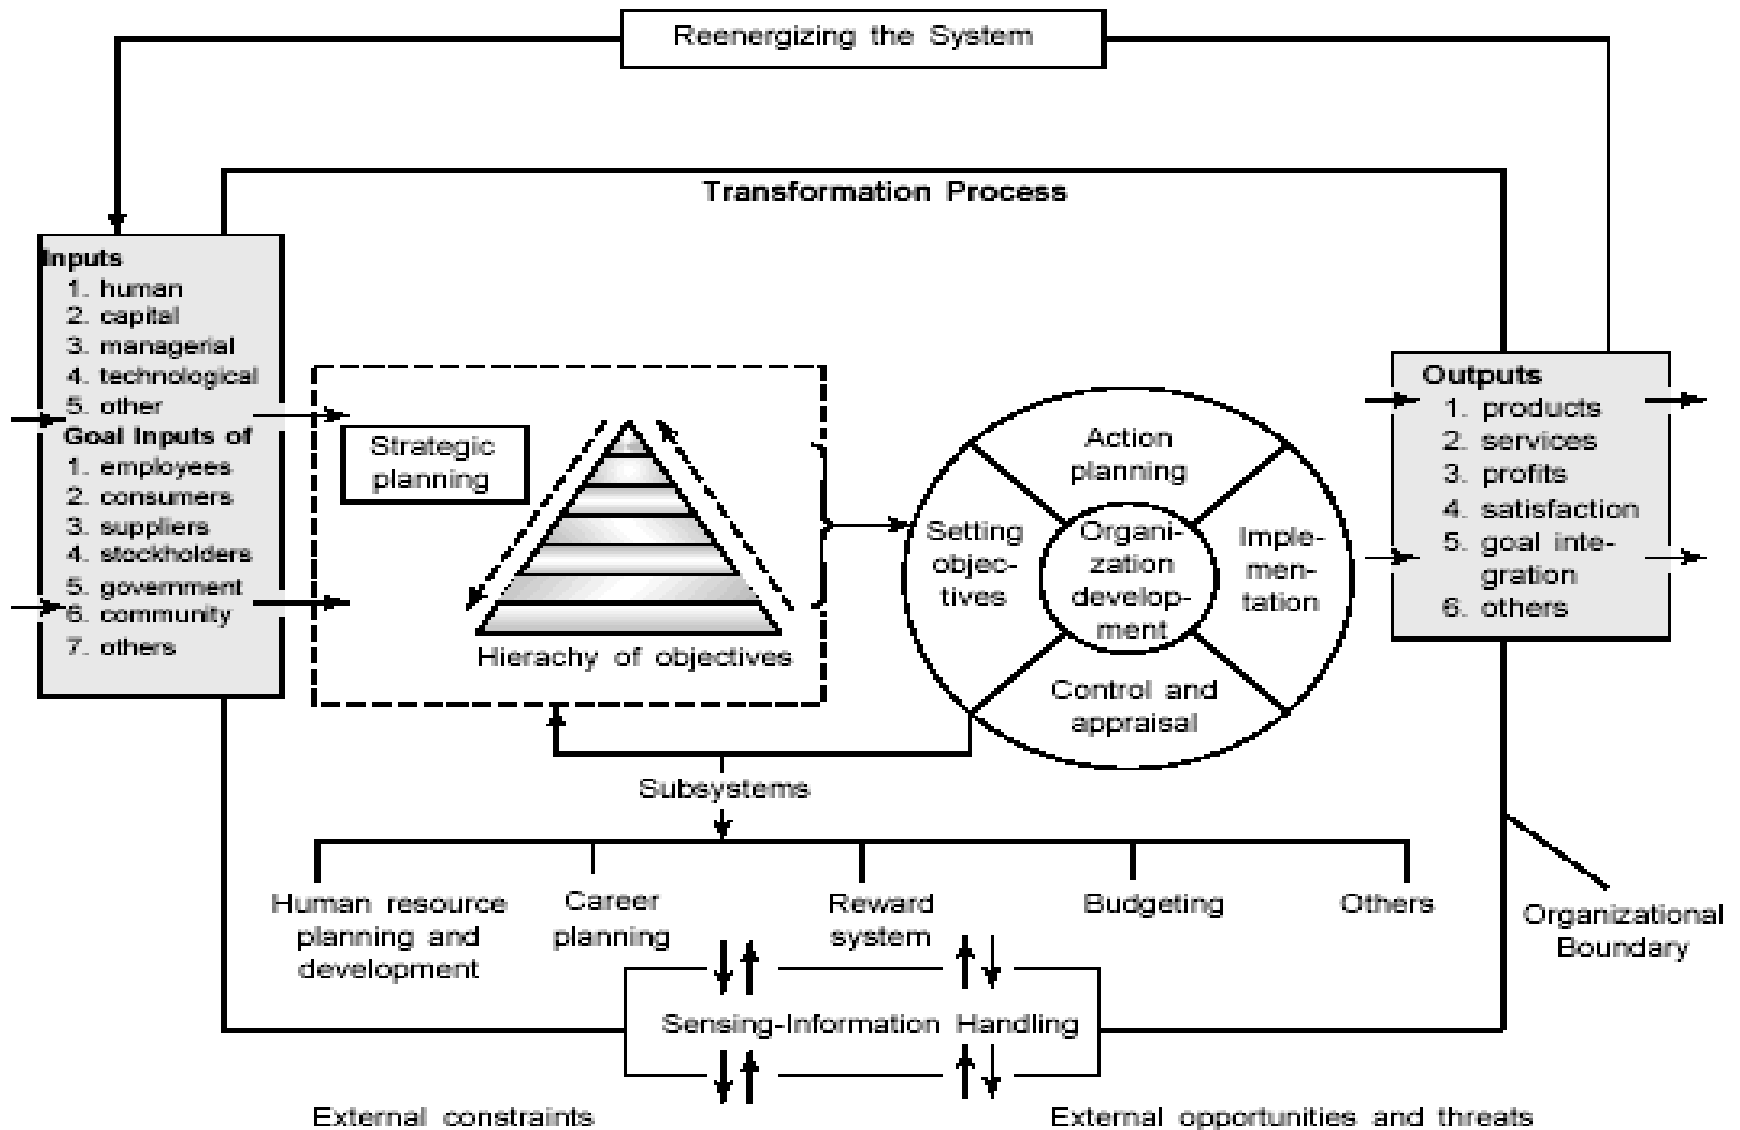 Reenergizing the System
Transformation Process
Inputs
1. human
2. capital
3. managerial
4. technological
5. other
Goal Inputs of
1. employees
2. consumers
3. suppliers
4. stockholders
5. government
6. community
7. others
Strategic
planning
Hierachy of objectives
Action
planning
Setting
objec-
tives
Organi-
zation
develop-
ment
Imple-
men-
tation
Control and
appraisal
Outputs
1. products
2. services
3. profits
4. satisfaction
5. goal inte-
gration
6. others
Subsystems
Human resource
planning and
development
Career
planning
Reward
system
Budgeting
Others
Organizational
Boundary
Sensing-Information Handling
External constraints
External opportunities and threats